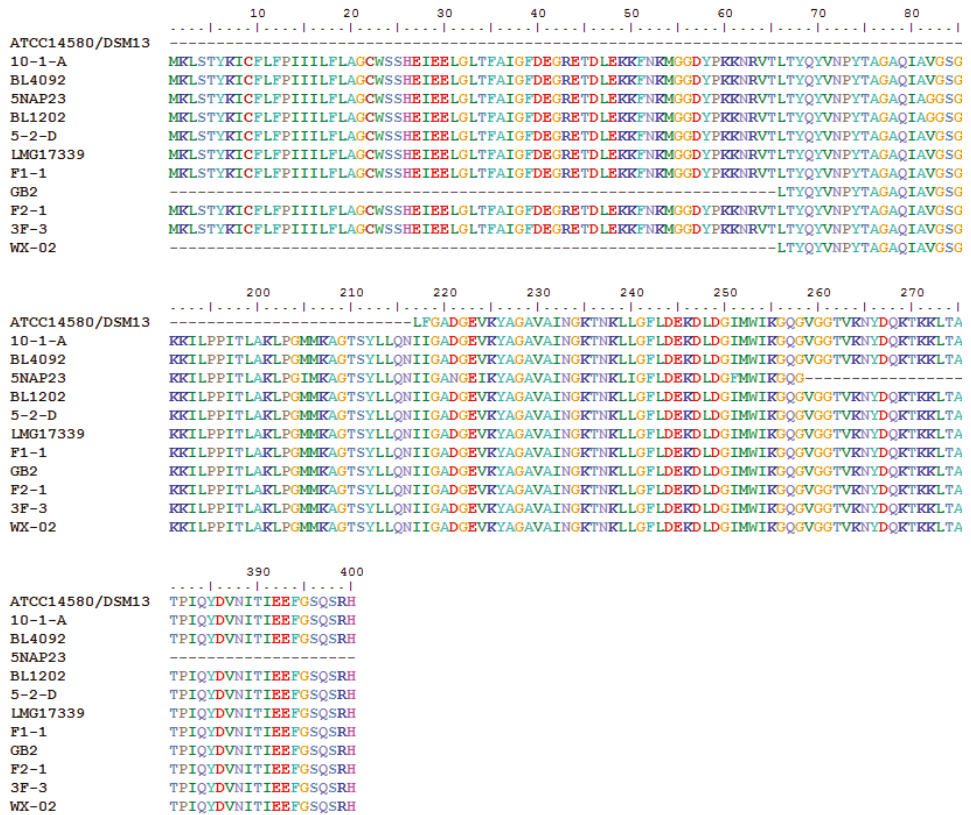 10 20 30 40 50 60 70 80
ATCC14580/DSM13 -------------------------------------------------------------------------------------
10-1-A MKLSTYKICFLFPIIILFLAGCWSSHEIEELGLTFAIGFDEGRETDLEKKFNKMGGDYPKKNRVTLTYQYVNPYTAGAQIAVGSG
BL4092 MKLSTYKICFLFPIIILFLAGCWSSHEIEELGLTFAIGFDEGRETDLEKKFNKMGGDYPKKNRVTLTYQYVNPYTAGAQIAVGSG
5NAP23 MKLSTYKICFLFPIIILFLAGCWSSHEIEELGLTFAIGFDEGRETDLEKKFNKMGGDYPKKNRVTLTYQYVNPYTAGAQIAGGSG
BL1202 MKLSTYKICFLFPIIILFLAGCWSSHEIEELGLTFAIGFDEGRETDLEKKFNKMGGDYPKKNRVTLTYQYVNPYTAGAQIAGGSG
5-2-D MKLSTYKICFLFPIIILFLAGCWSSHEIEELGLTFAIGFDEGRETDLEKKFNKMGGDYPKKNRVTLTYQYVNPYTAGAQIAVGSG
LMG17339 MKLSTYKICFLFPIIILFLAGCWSSHEIEELGLTFAIGFDEGRETDLEKKFNKMGGDYPKKNRVTLTYQYVNPYTAGAQIAVGSG
F1-1 MKLSTYKICFLFPIIILFLAGCWSSHEIEELGLTFAIGFDEGRETDLEKKFNKMGGDYPKKNRVTLTYQYVNPYTAGAQIAVGSG
GB2 -----------------------------------------------------------------LTYQYVNPYTAGAQIAVGSG
F2-1 MKLSTYKICFLFPIIILFLAGCWSSHEIEELGLTFAIGFDEGRETDLEKKFNKMGGDYPKKNRVTLTYQYVNPYTAGAQIAVGSG
3F-3 MKLSTYKICFLFPIIILFLAGCWSSHEIEELGLTFAIGFDEGRETDLEKKFNKMGGDYPKKNRVTLTYQYVNPYTAGAQIAVGSG
WX-02 -----------------------------------------------------------------LTYQYVNPYTAGAQIAVGSG
200 210 220 230 240 250 260 270
ATCC14580/DSM13 --------------------------LFGADGEVKYAGAVAINGKTNKLLGFLDEKDLDGIMWIKGQGVGGTVKNYDQKTKKLTA
10-1-A KKILPPITLAKLPGMMKAGTSYLLQNIIGADGEVKYAGAVAINGKTNKLLGFLDEKDLDGIMWIKGQGVGGTVKNYDQKTKKLTA
BL4092 KKILPPITLAKLPGMMKAGTSYLLQNIIGADGEVKYAGAVAINGKTNKLLGFLDEKDLDGIMWIKGQGVGGTVKNYDQKTKKLTA
5NAP23 KKILPPITLAKLPGIMKAGTSYLLQNIIGANGEIKYAGAVAINGKTNKLIGFLDEKDLDGFMWIKGQG-----------------
BL1202 KKILPPITLAKLPGMMKAGTSYLLQNIIGADGEVKYAGAVAINGKTNKLLGFLDEKDLDGIMWIKGQGVGGTVKNYDQKTKKLTA
5-2-D KKILPPITLAKLPGMMKAGTSYLLQNIIGADGEVKYAGAVAINGKTNKLLGFLDEKDLDGIMWIKGQGVGGTVKNYDQKTKKLTA
LMG17339 KKILPPITLAKLPGMMKAGTSYLLQNIIGADGEVKYAGAVAINGKTNKLLGFLDEKDLDGIMWIKGQGVGGTVKNYDQKTKKLTA
F1-1 KKILPPITLAKLPGMMKAGTSYLLQNIIGADGEVKYAGAVAINGKTNKLLGFLDEKDLDGIMWIKGQGVGGTVKNYDQKTKKLTA
GB2 KKILPPITLAKLPGMMKAGTSYLLQNIIGADGEVKYAGAVAINGKTNKLLGFLDEKDLDGIMWIKGQGVGGTVKNYDQKTKKLTA
F2-1 KKILPPITLAKLPGMMKAGTSYLLQNIIGADGEVKYAGAVAINGKTNKLLGFLDEKDLDGIMWIKGQGVGGTVKNYDQKTKKLTA
3F-3 KKILPPITLAKLPGMMKAGTSYLLQNIIGADGEVKYAGAVAINGKTNKLLGFLDEKDLDGIMWIKGQGVGGTVKNYDQKTKKLTA
WX-02 KKILPPITLAKLPGMMKAGTSYLLQNIIGADGEVKYAGAVAINGKTNKLLGFLDEKDLDGIMWIKGQGVGGTVKNYDQKTKKLTA
390 400
ATCC14580/DSM13 TPIQYDVNITIEEFGSQSRH
10-1-A TPIQYDVNITIEEFGSQSRH
BL4092 TPIQYDVNITIEEFGSQSRH
5NAP23 --------------------
BL1202 TPIQYDVNITIEEFGSQSRH
5-2-D TPIQYDVNITIEEFGSQSRH
LMG17339 TPIQYDVNITIEEFGSQSRH
F1-1 TPIQYDVNITIEEFGSQSRH
GB2 TPIQYDVNITIEEFGSQSRH
F2-1 TPIQYDVNITIEEFGSQSRH
3F-3 TPIQYDVNITIEEFGSQSRH
WX-02 TPIQYDVNITIEEFGSQSRH